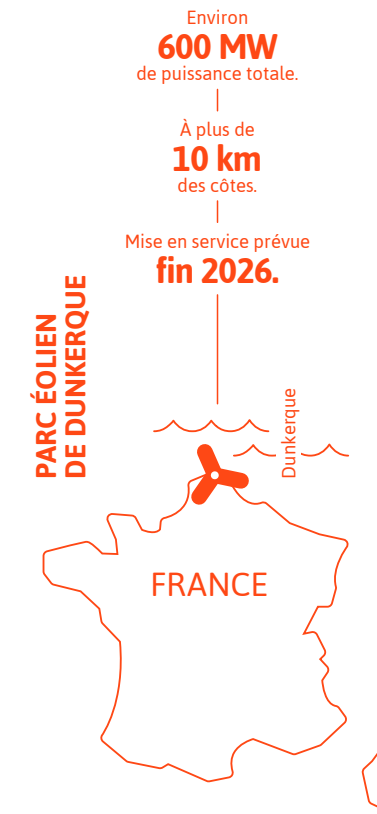 Environ
600 MW
de puissance totale.
À plus de
10 km
des côtes.
Mise en service prévue
fin 2026.
PARC ÉOLIEN
DE DUNKERQUE
Dunkerque
FRANCE